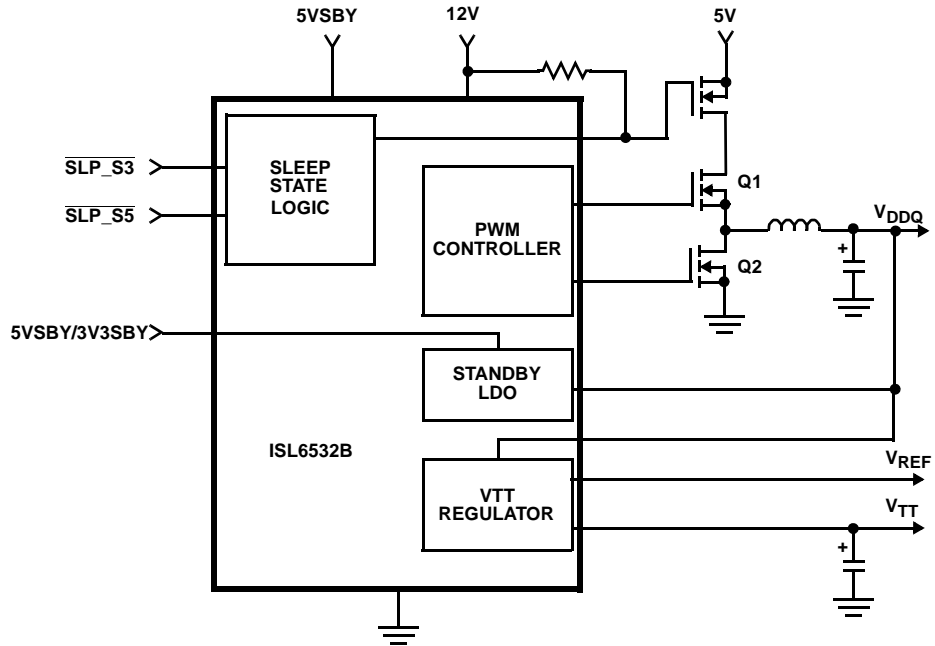 5VSBY
12V
5V
SLP_S3
SLP_S5
SLEEP
STATE
LOGIC
PWM
CONTROLLER
Q1
Q2
VDDQ
+
5VSBY/3V3SBY
STANDBY
LDO
ISL6532B
VREF
VTT
REGULATOR
VTT
+